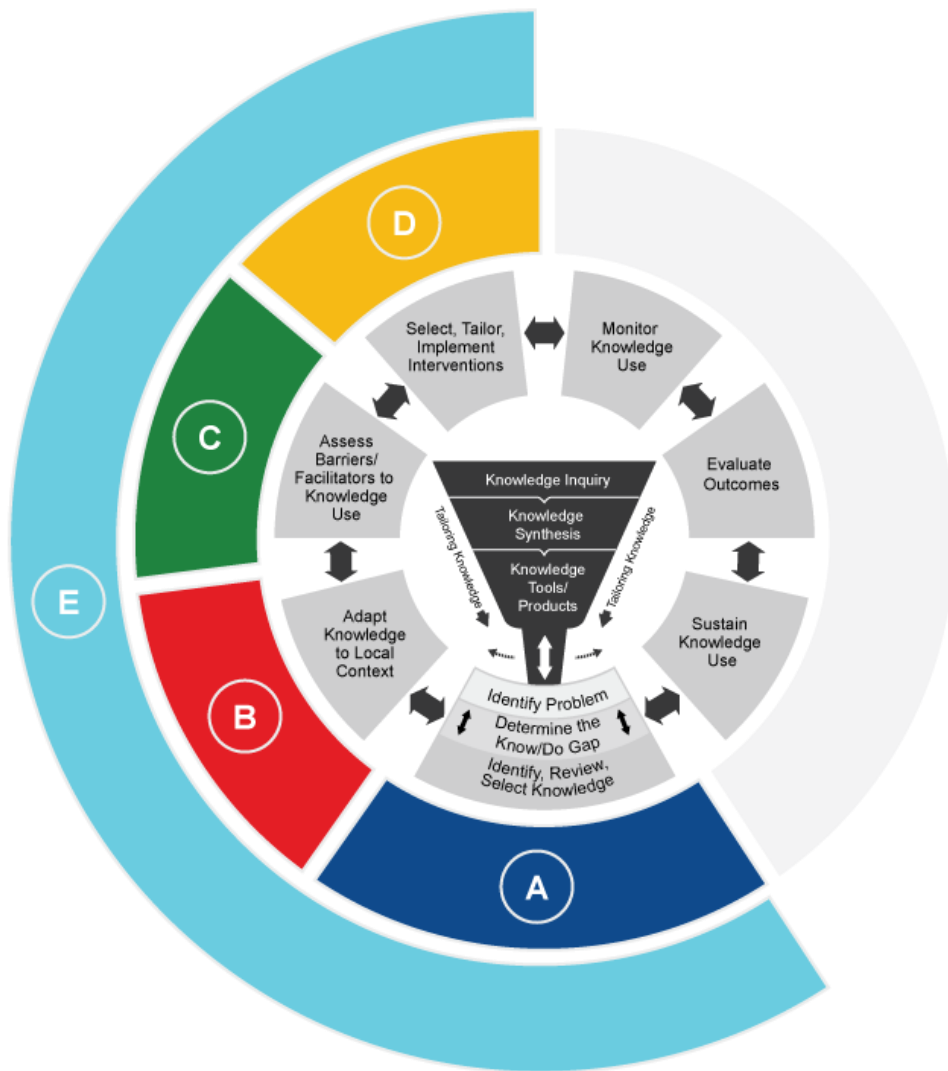 D
C
E
B
A
Select, Tailor,
Implement
Interventions
Monitor
Knowledge
Use
Assess
Barriers/
Facilitators to
Knowledge
Use
Evaluate
Outcomes
Adapt
Knowledge
to Local
Context
Sustain
Knowledge
Use
Knowledge Inquiry
Knowledge
Synthesis
Knowledge
Tools/
Products
Tailoring Knowledge
Tailoring Knowledge
Identify Problem
Determine the
Know/Do Gap
Identify, Review,
Select Knowledge